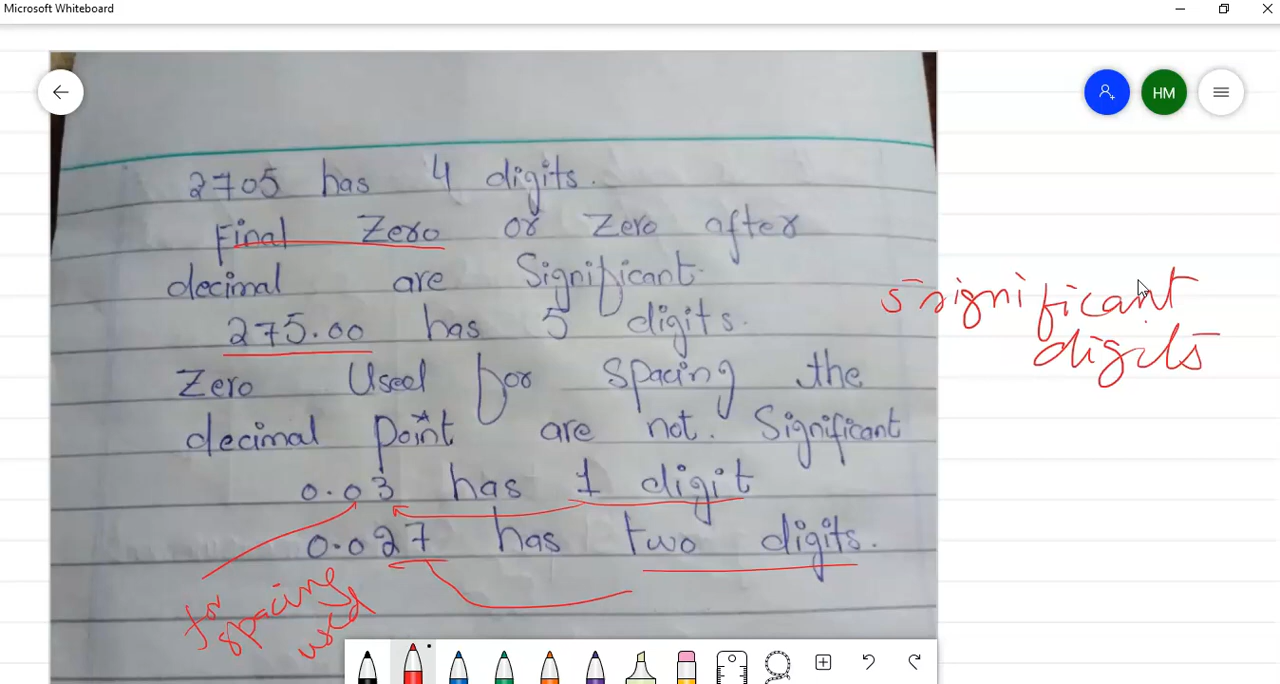 Microsoft Whiteboard
HM
2705 has 4 digits.
Final Zero or Zero after
decimal are Significant.
275.00 has 5 digits.
5 significant
digits
Zero Used for spacing the
decimal point are not. Significant
0.03 has 1 digit
0.027 has two digits.
for
spacing
used